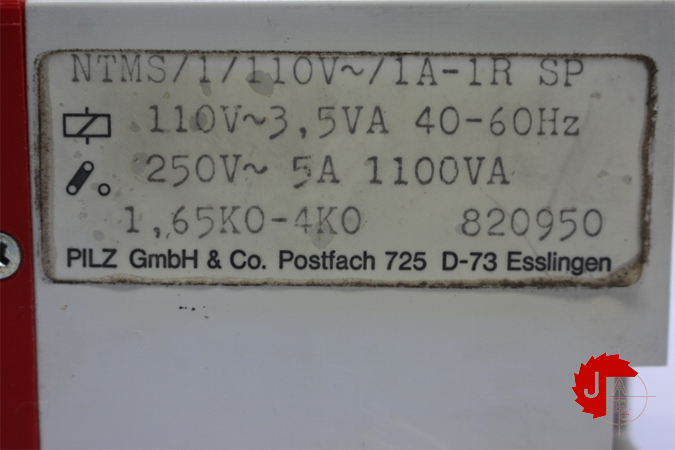 NTMS/1/110V~/1A-1R SP
110V~3,5VA 40-60Hz
250V~ 5A 1100VA
1,65KO-4KO 820950
PILZ GmbH & Co. Postfach 725 D-73 Esslingen